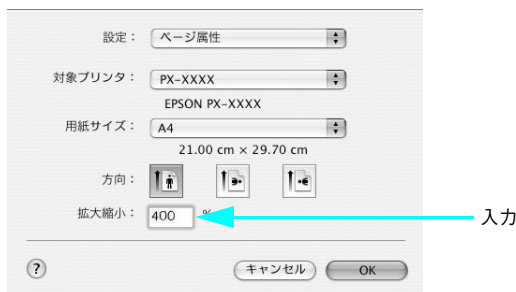 設定： ページ属性
対象プリンタ： PX-XXXX
EPSON PX-XXXX
用紙サイズ： A4
21.00 cm × 29.70 cm
方向：
拡大縮小： 400 %
入力
? キャンセル OK